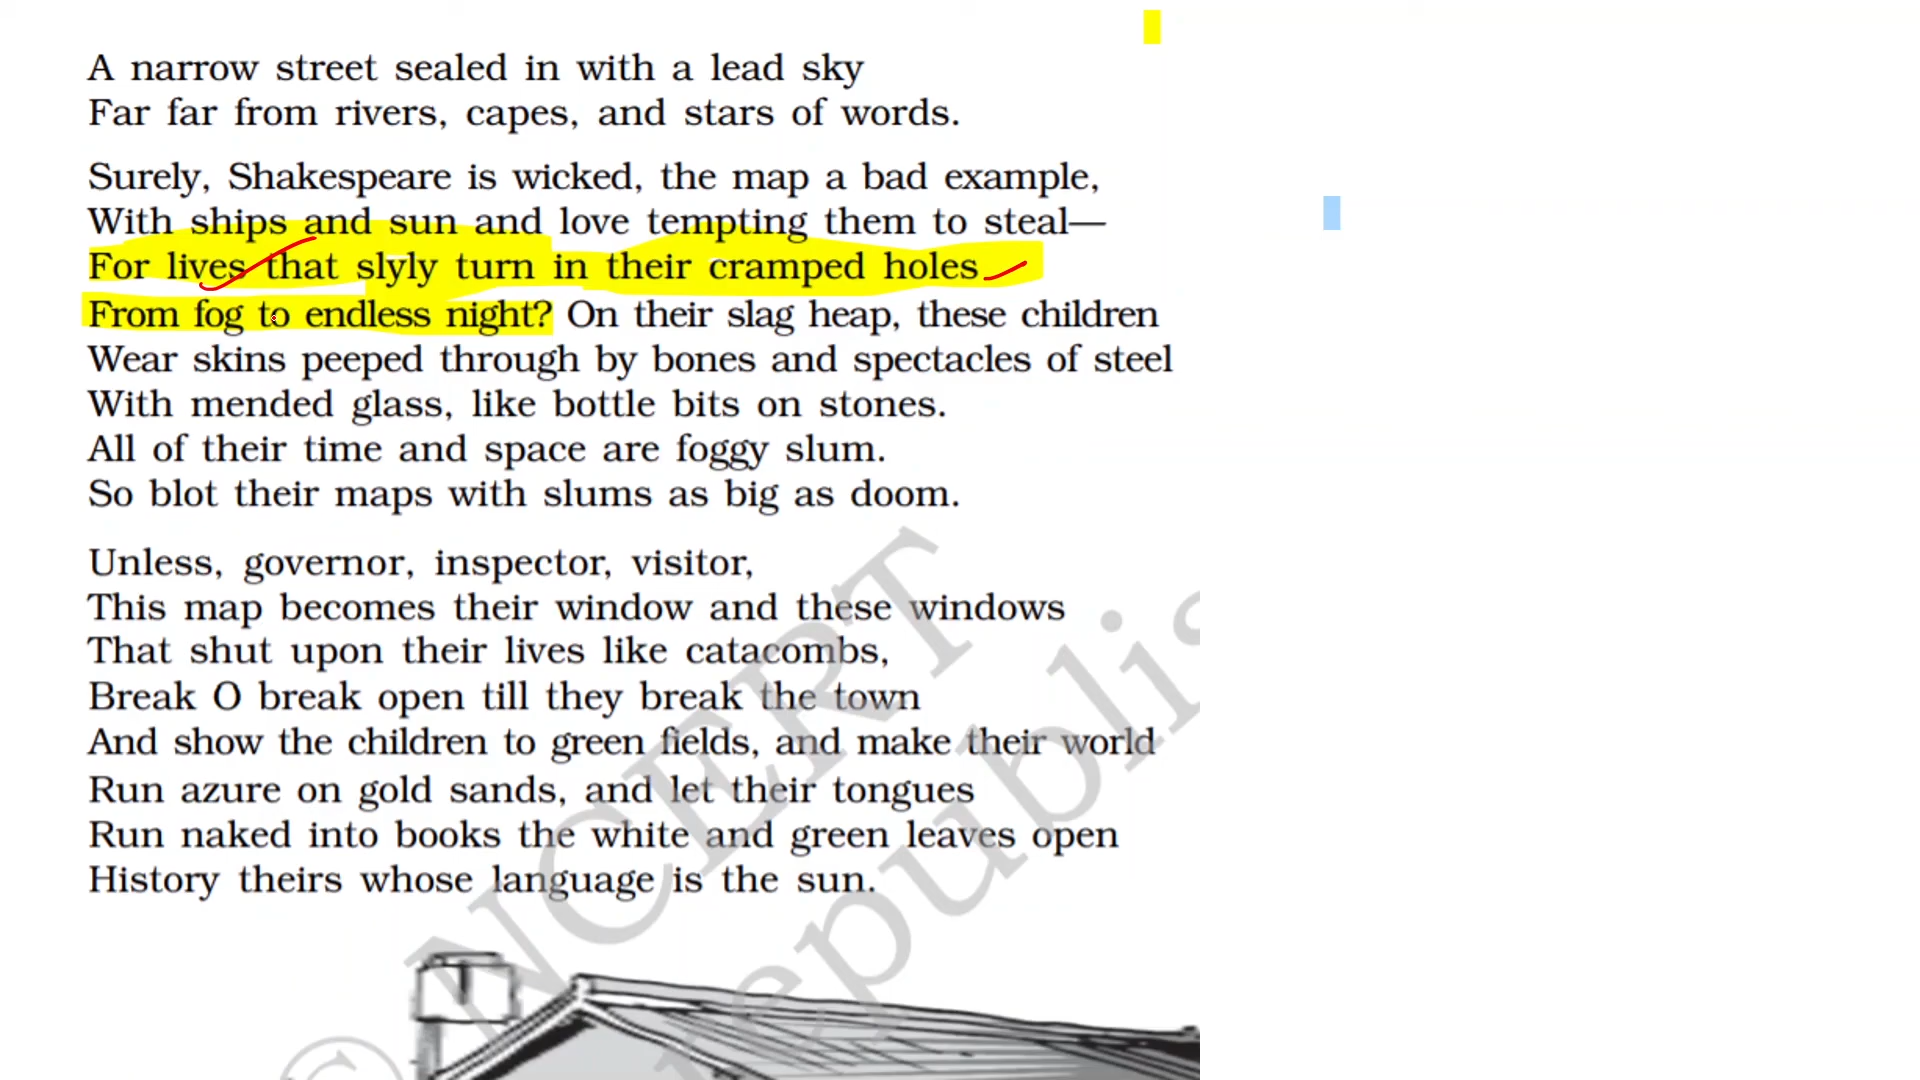 A narrow street sealed in with a lead sky
Far far from rivers, capes, and stars of words.
Surely, Shakespeare is wicked, the map a bad example,
With ships and sun and love tempting them to steal—
For lives that slyly turn in their cramped holes
From fog to endless night? On their slag heap, these children
Wear skins peeped through by bones and spectacles of steel
With mended glass, like bottle bits on stones.
All of their time and space are foggy slum.
So blot their maps with slums as big as doom.
Unless, governor, inspector, visitor,
This map becomes their window and these windows
That shut upon their lives like catacombs,
Break O break open till they break the town
And show the children to green fields, and make their world
Run azure on gold sands, and let their tongues
Run naked into books the white and green leaves open
History theirs whose language is the sun.
© NCERT
republis